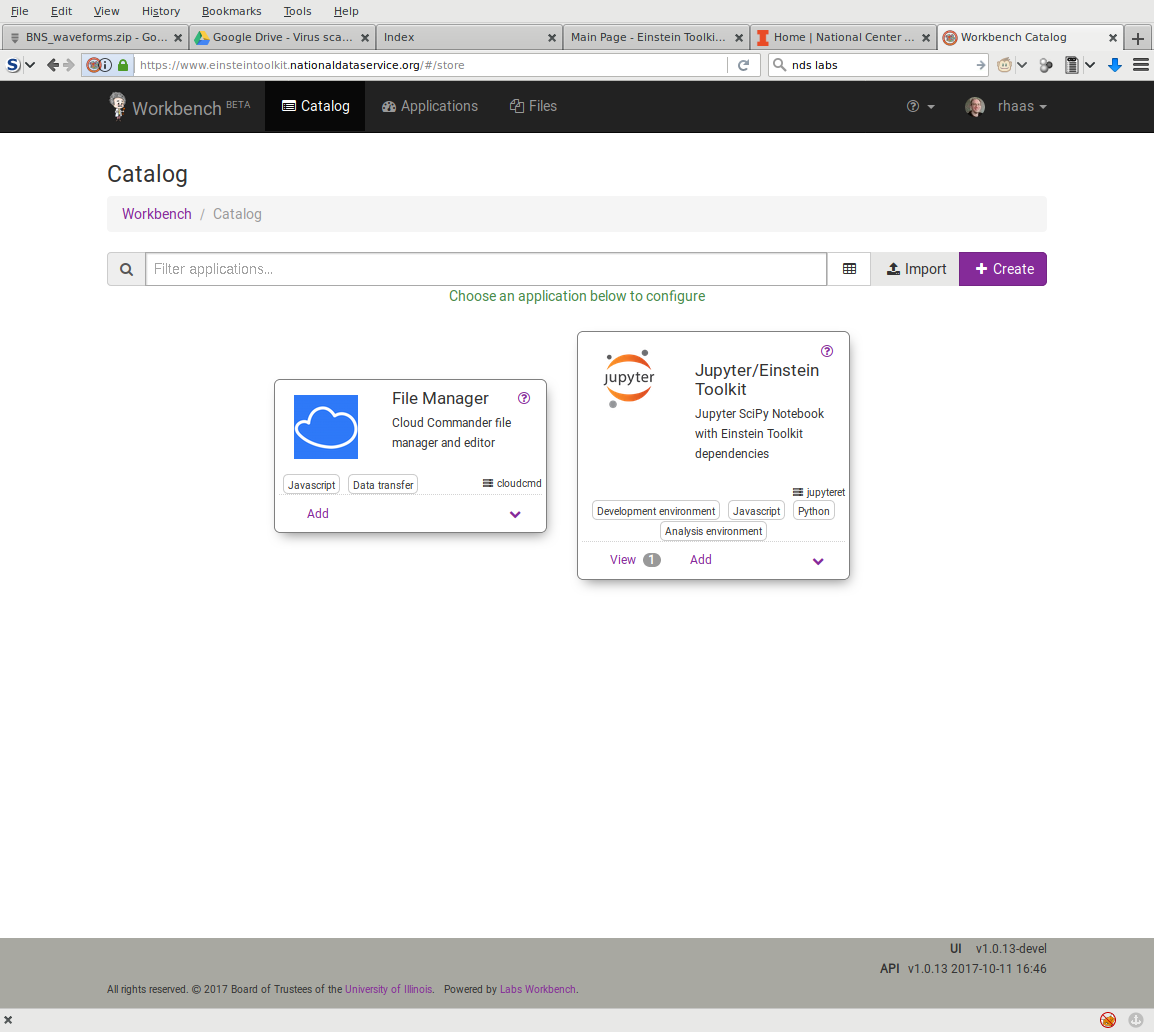 File Edit View History Bookmarks Tools Help
BNS_waveforms.zip - Go... Google Drive - Virus sca... Index Main Page - Einstein Toolki... Home | National Center ... Workbench Catalog
https://www.einsteintoolkit.nationaldataservice.org/#/store nds labs
Workbench BETA Catalog Applications Files rhaas
Catalog
Workbench / Catalog
Filter applications... Import Create
Choose an application below to configure
File Manager
Cloud Commander file
manager and editor
cloudcmd
Javascript Data transfer
Add
jupyter
Jupyter/Einstein
Toolkit
Jupyter SciPy Notebook
with Einstein Toolkit
dependencies
jupyteret
Development environment Javascript Python
Analysis environment
View 1 Add
UI v1.0.13-devel
API v1.0.13 2017-10-11 16:46
All rights reserved. © 2017 Board of Trustees of the University of Illinois. Powered by Labs Workbench.